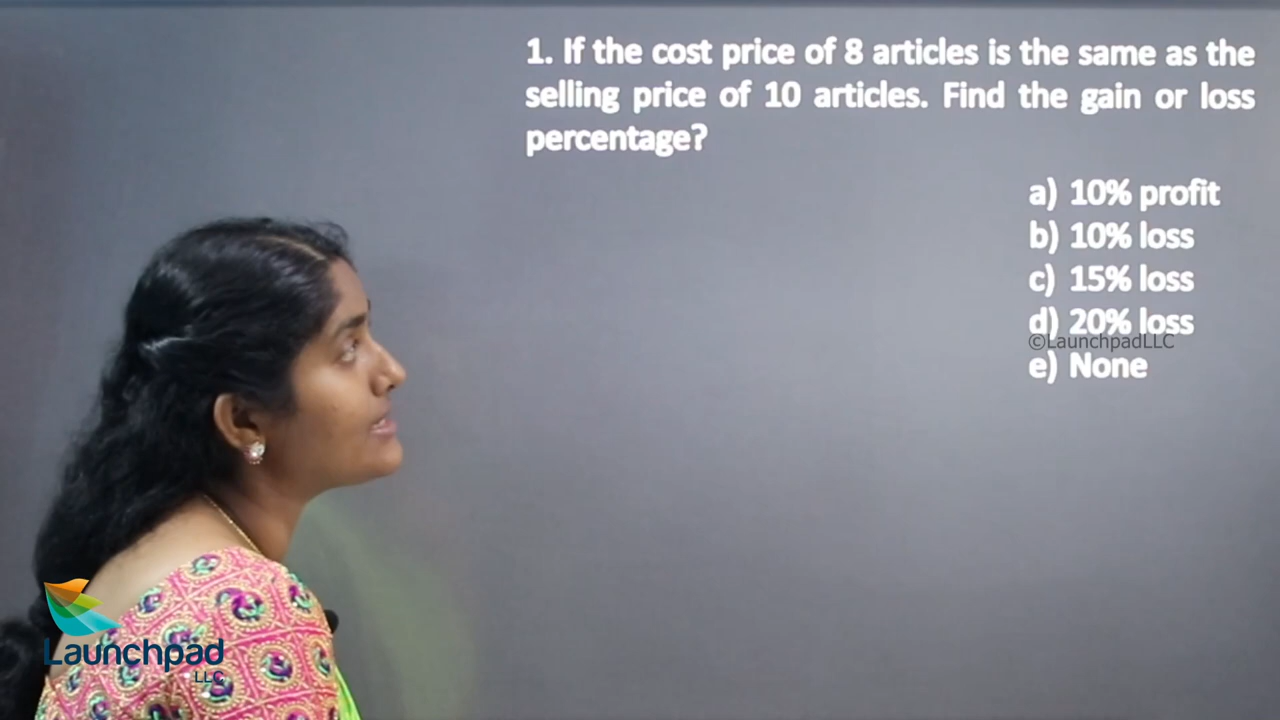 1. If the cost price of 8 articles is the same as the
selling price of 10 articles. Find the gain or loss
percentage?
a) 10% profit
b) 10% loss
c) 15% loss
d) 20% loss
©LaunchpadLLC
e) None
Launchpad
LLC